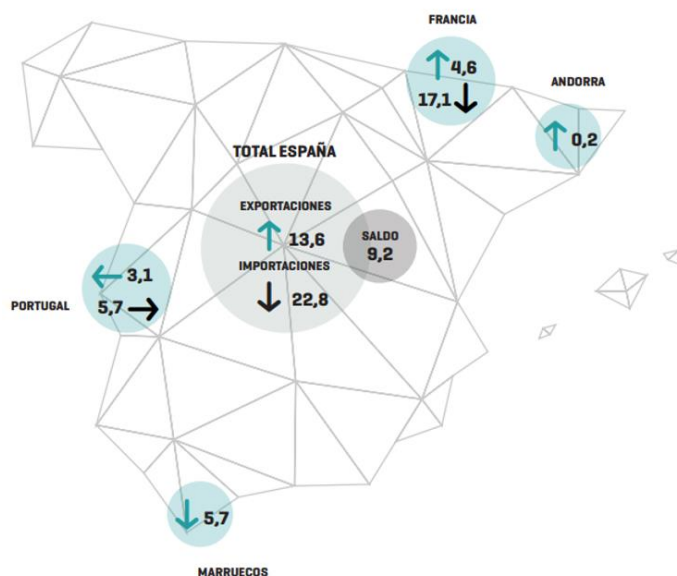 FRANCIA
4,6
17,1
ANDORRA
0,2
TOTAL ESPAÑA
EXPORTACIONES
13,6
IMPORTACIONES
22,8
SALDO
9,2
3,1
5,7
PORTUGAL
5,7
MARRUECOS